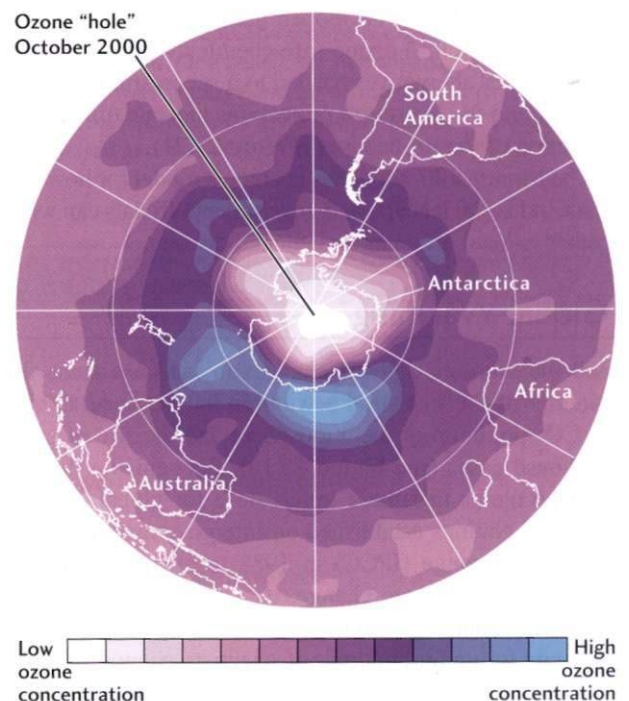 Ozone “hole”
October 2000
South
America
Antarctica
Africa
Australia
Low
ozone
concentration
High
ozone
concentration